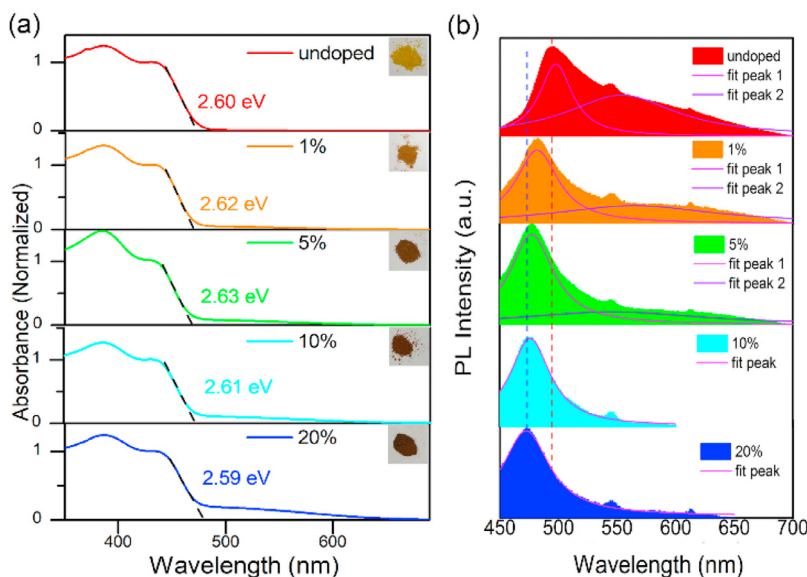 (a)
Absorbance (Normalized)
1
undoped
2.60 eV
0
1
1%
2.62 eV
0
1
5%
2.63 eV
0
1
10%
2.61 eV
0
1
20%
2.59 eV
0
400 500 600
Wavelength (nm)
(b)
PL Intensity (a.u.)
undoped
fit peak 1
fit peak 2
1%
fit peak 1
fit peak 2
5%
fit peak 1
fit peak 2
10%
fit peak
20%
fit peak
450 500 550 600 650 700
Wavelength (nm)